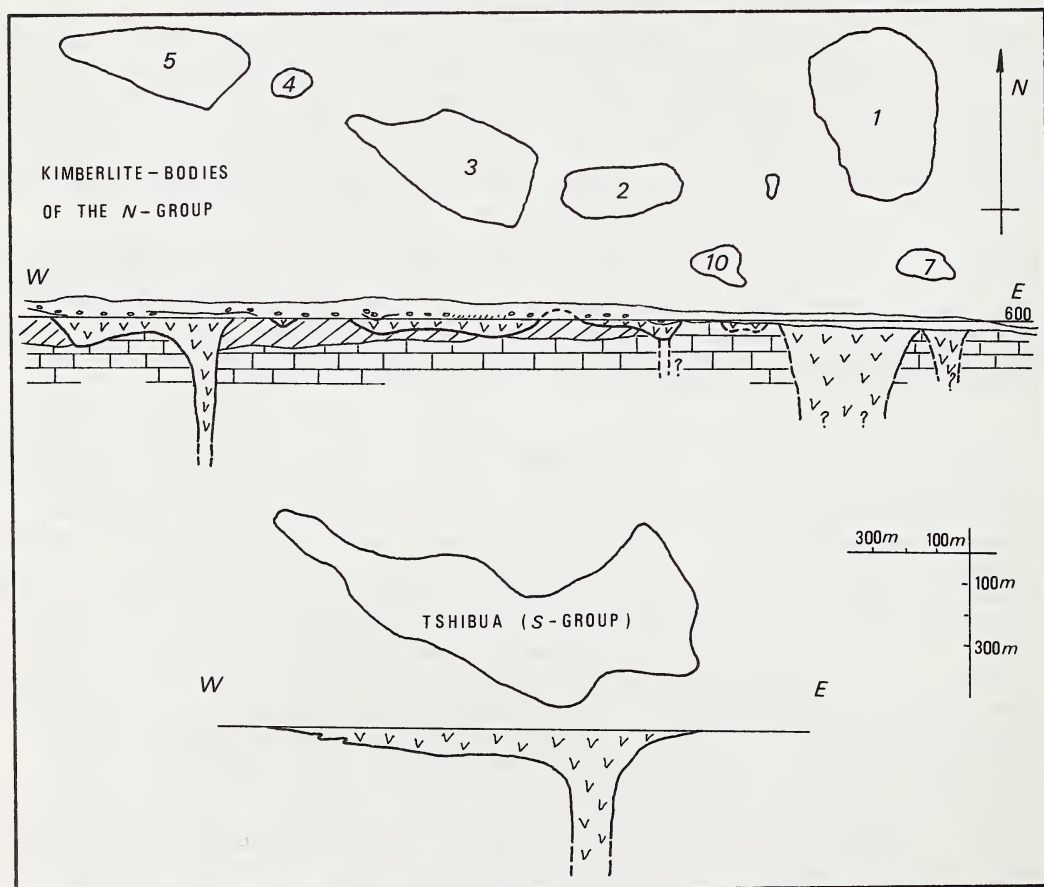 5
4
1
N
3
2
KIMBERLITE-BODIES
OF THE N-GROUP
10
7
W
E
600
?
? ?
?
300m 100m
100m
300m
TSHIBUA (S-GROUP)
W
E